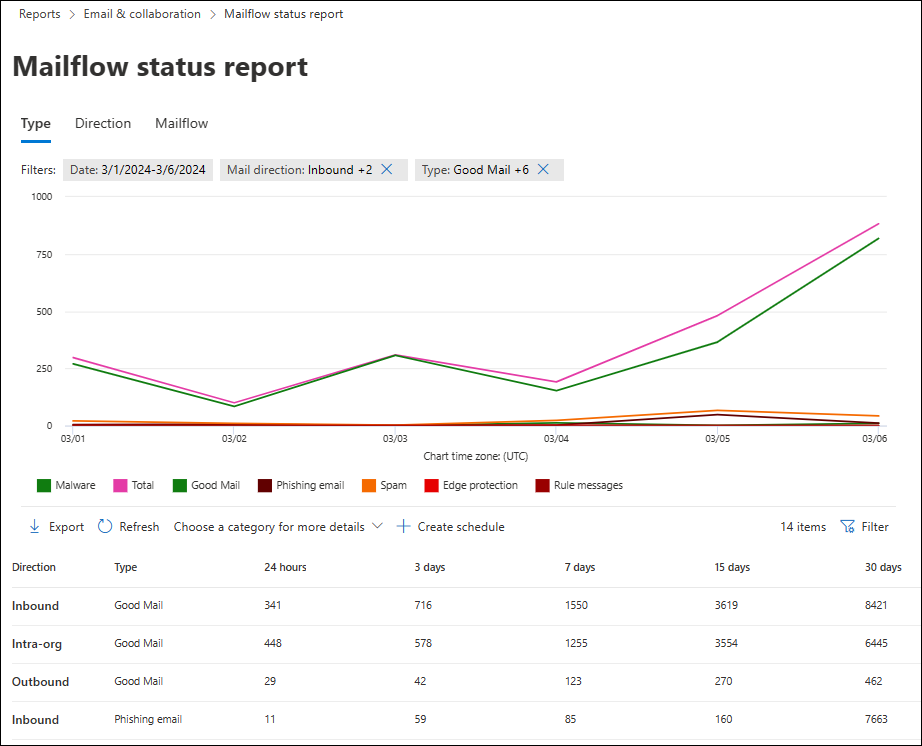 Reports > Email & collaboration > Mailflow status report
Mailflow status report
Type Direction Mailflow
Filters: Date: 3/1/2024-3/6/2024 Mail direction: Inbound +2 Type: Good Mail +6
1000
750
500
250
0
03/01 03/02 03/03 03/04 03/05 03/06
Chart time zone: (UTC)
Malware Total Good Mail Phishing email Spam Edge protection Rule messages
Export Refresh Choose a category for more details Create schedule 14 items Filter
Direction Type 24 hours 3 days 7 days 15 days 30 days
Inbound Good Mail 341 716 1550 3619 8421
Intra-org Good Mail 448 578 1255 3554 6445
Outbound Good Mail 29 42 123 270 462
Inbound Phishing email 11 59 85 160 7663